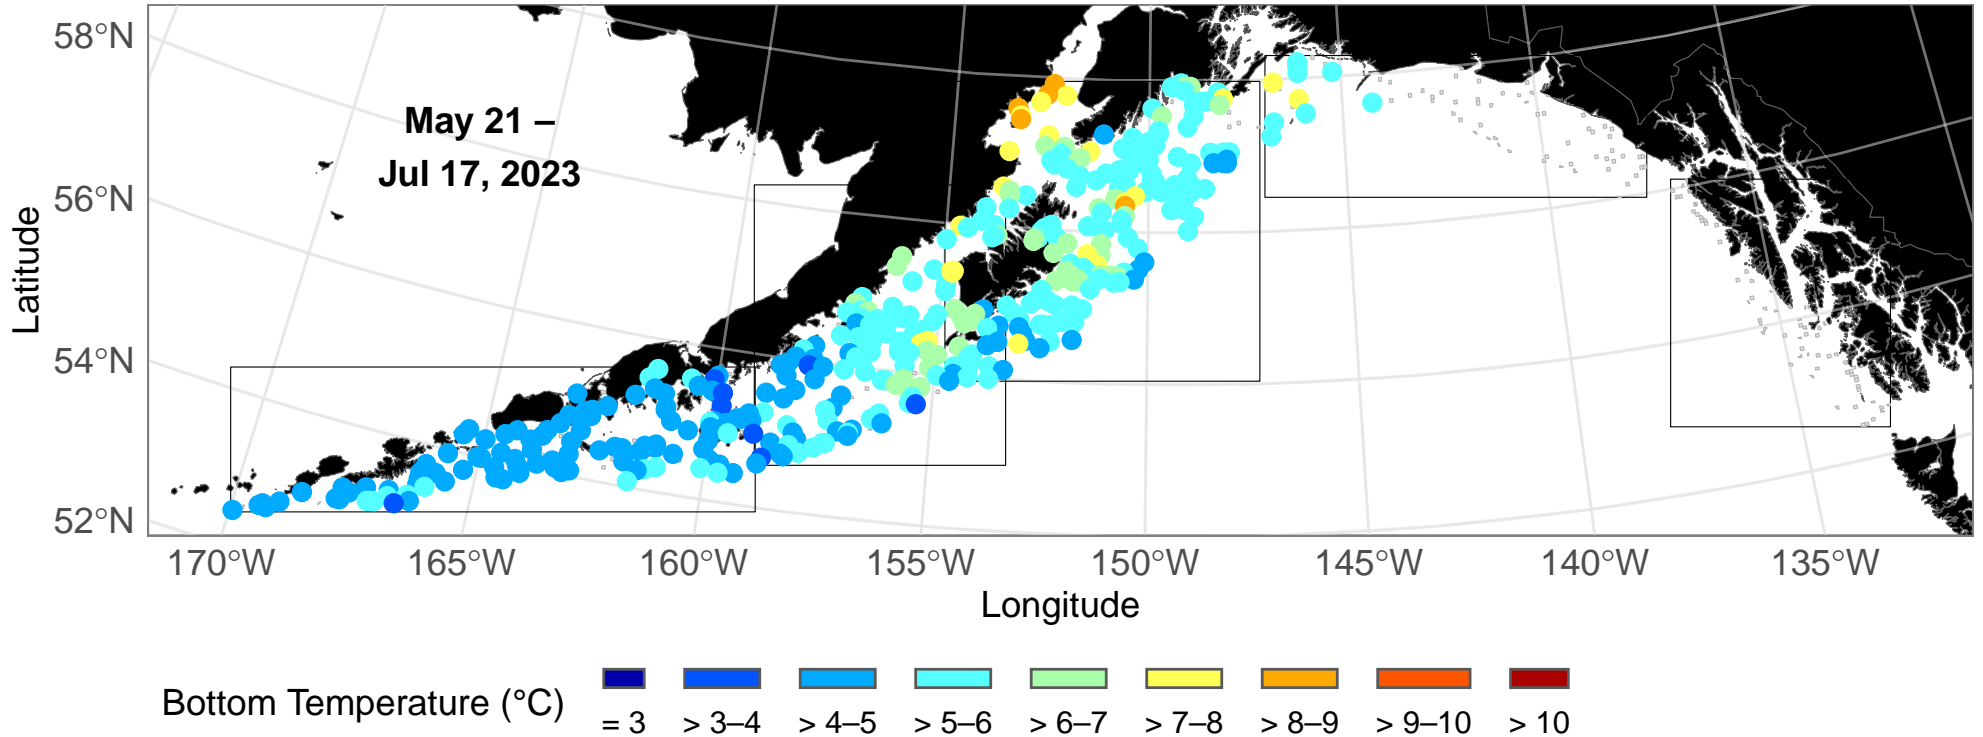 58°N
56°N
54°N
52°N
Latitude
May 21 –
Jul 17, 2023
170°W 165°W 160°W 155°W 150°W 145°W 140°W 135°W
Longitude
Bottom Temperature (°C)
= 3 > 3–4 > 4–5 > 5–6 > 6–7 > 7–8 > 8–9 > 9–10 > 10